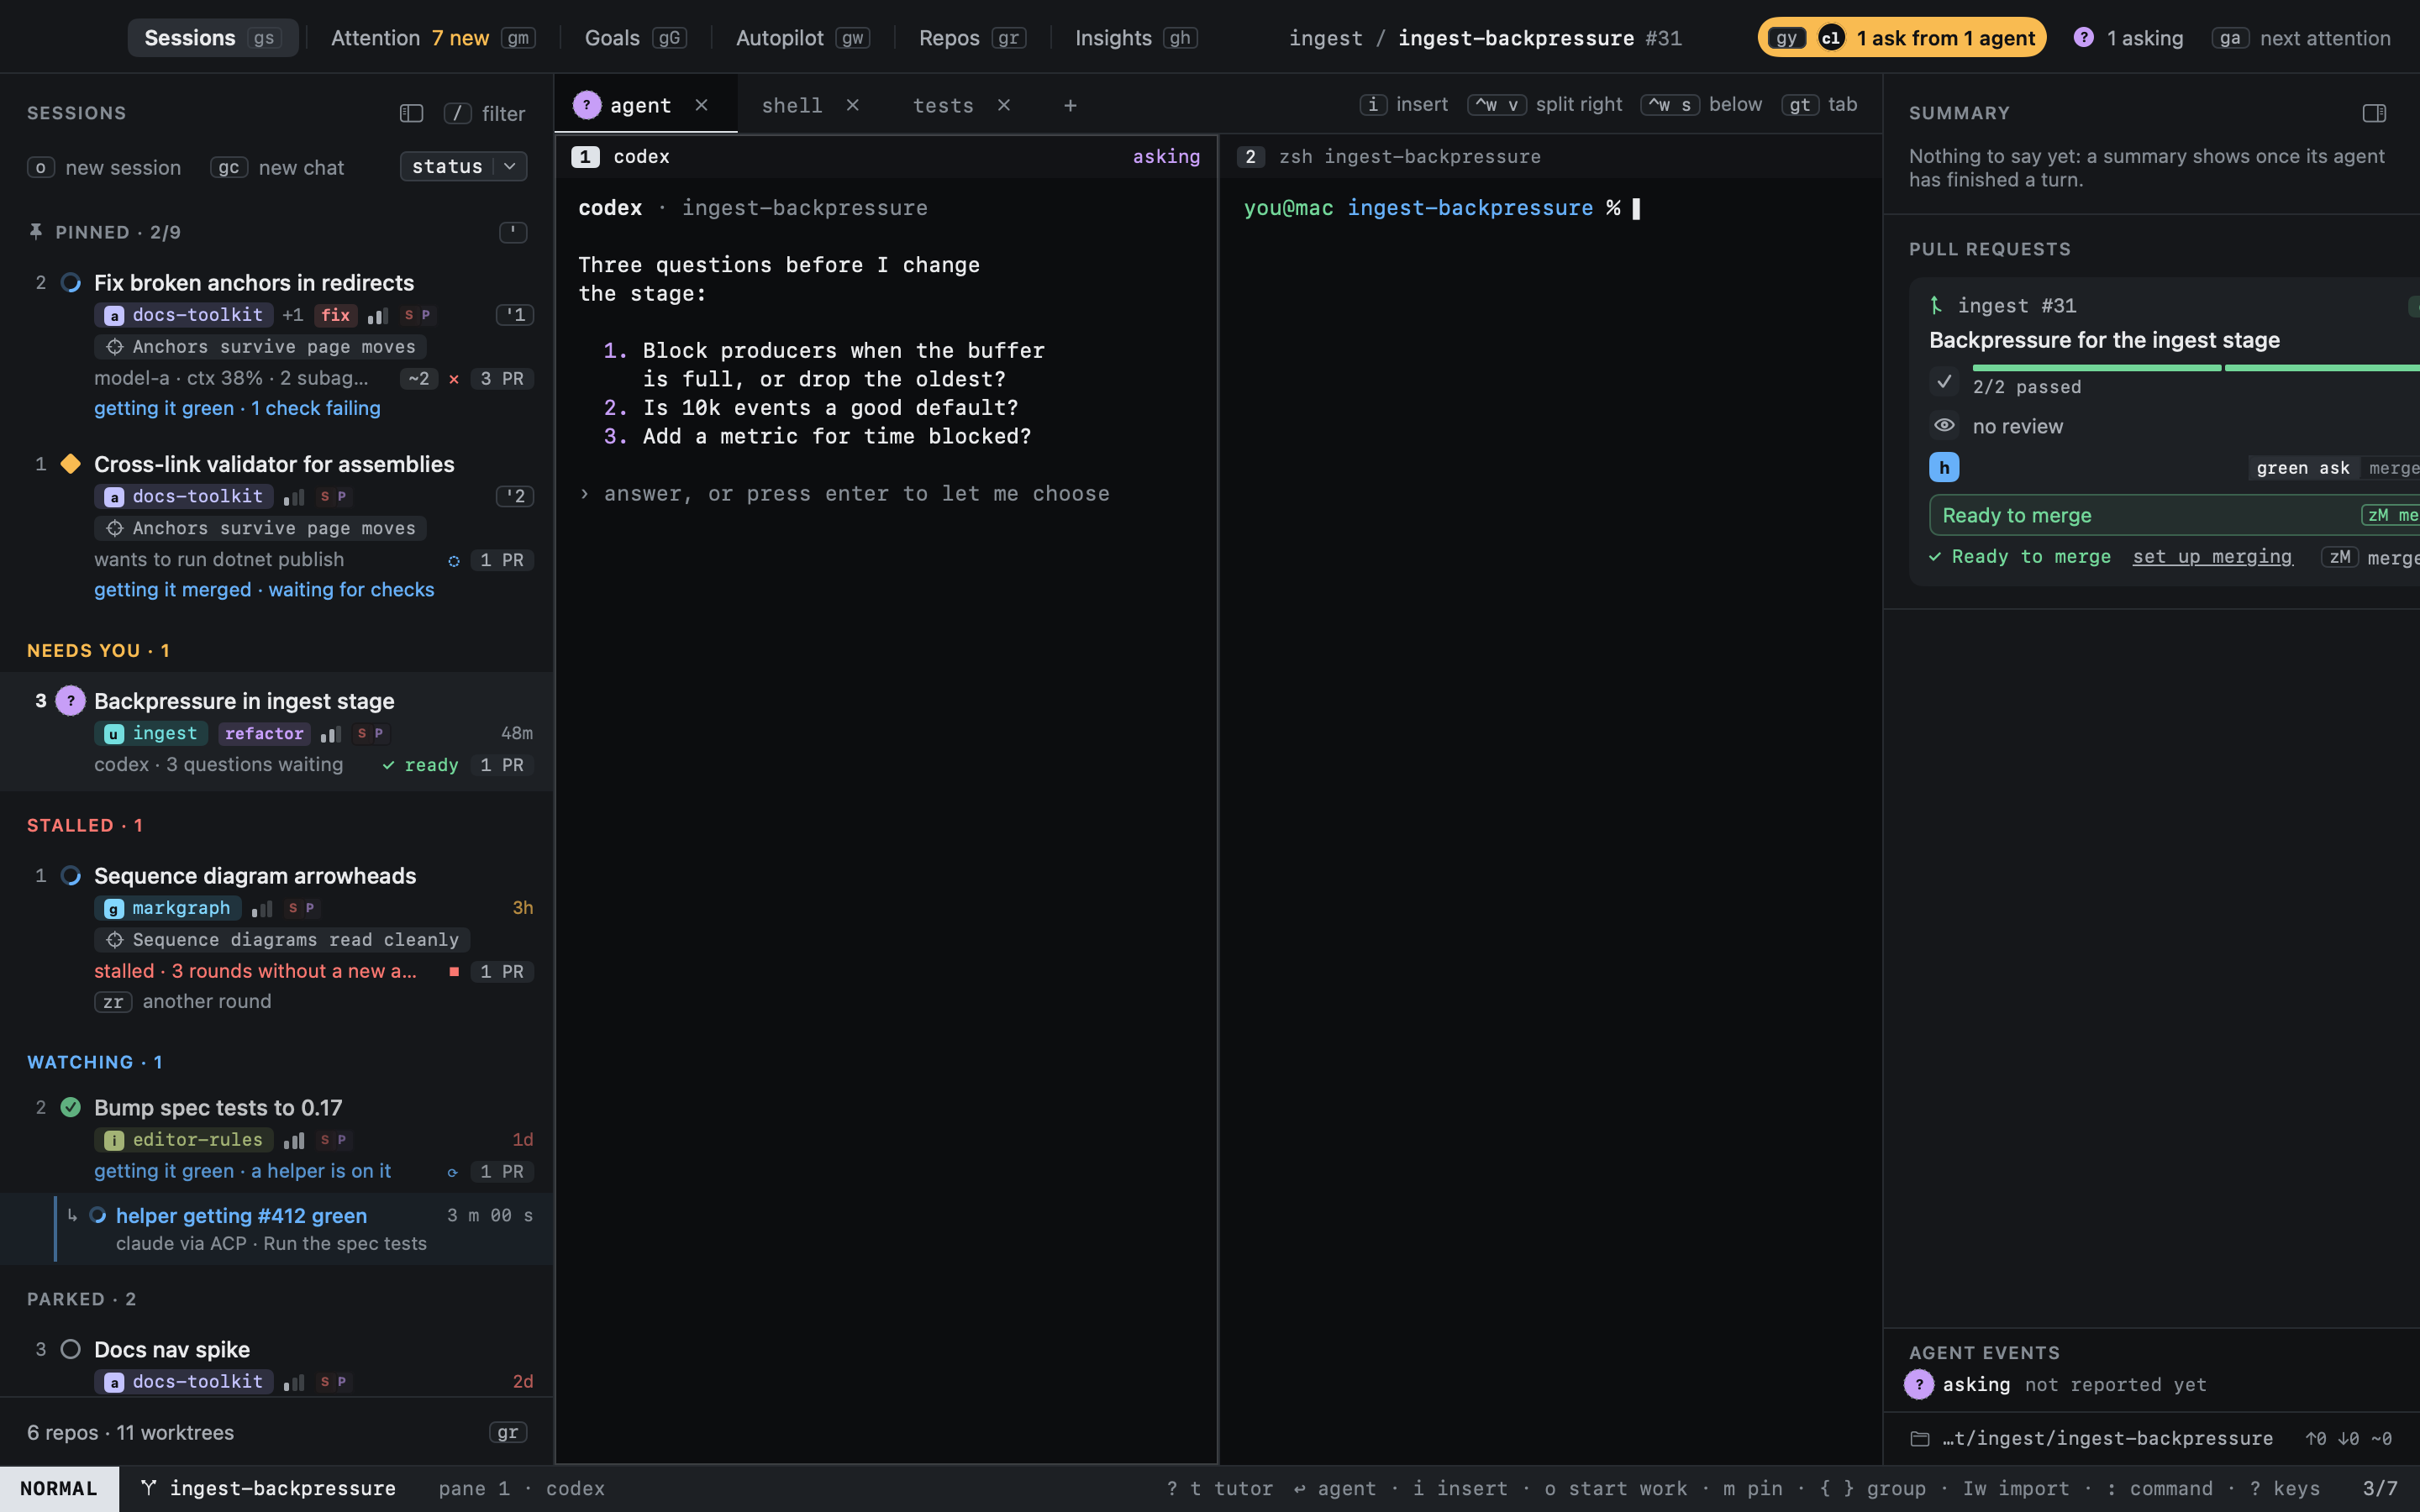 Sessions gs Attention 7 new gm Goals gG Autopilot gw Repos gr Insights gh ingest / ingest-backpressure #31 gy cl 1 ask from 1 agent ? 1 asking ga next attention
SESSIONS / filter
o new session gc new chat status
PINNED · 2/9 '
2 Fix broken anchors in redirects
a docs-toolkit +1 fix S P '1
Anchors survive page moves
model-a · ctx 38% · 2 subag... ~2 × 3 PR
getting it green · 1 check failing
1 Cross-link validator for assemblies
a docs-toolkit S P '2
Anchors survive page moves
wants to run dotnet publish 1 PR
getting it merged · waiting for checks
NEEDS YOU · 1
3 ? Backpressure in ingest stage
u ingest refactor S P 48m
codex · 3 questions waiting ✓ ready 1 PR
STALLED · 1
1 Sequence diagram arrowheads
g markgraph S P 3h
Sequence diagrams read cleanly
stalled · 3 rounds without a new a... 1 PR
zr another round
WATCHING · 1
2 Bump spec tests to 0.17
i editor-rules S P 1d
getting it green · a helper is on it 1 PR
↳ helper getting #412 green 3 m 00 s
claude via ACP · Run the spec tests
PARKED · 2
3 Docs nav spike
a docs-toolkit S P 2d
6 repos · 11 worktrees gr
? agent × shell × tests × + i insert ^w v split right ^w s below gt tab
1 codex asking
codex · ingest-backpressure
Three questions before I change
the stage:
1. Block producers when the buffer
is full, or drop the oldest?
2. Is 10k events a good default?
3. Add a metric for time blocked?
› answer, or press enter to let me choose
2 zsh ingest-backpressure
you@mac ingest-backpressure %
SUMMARY
Nothing to say yet: a summary shows once its agent
has finished a turn.
PULL REQUESTS
ingest #31
Backpressure for the ingest stage
2/2 passed
no review
h green ask merge
Ready to merge zM me
✓ Ready to merge set up merging zM merge
AGENT EVENTS
? asking not reported yet
…t/ingest/ingest-backpressure ↑0 ↓0 ~0
NORMAL ingest-backpressure pane 1 · codex ? t tutor ↩ agent · i insert · o start work · m pin · { } group · Iw import · : command · ? keys 3/7